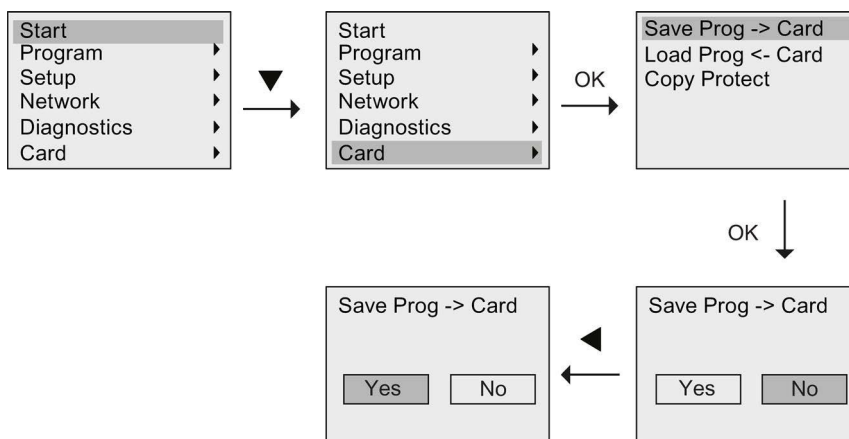 Start
Program
Setup
Network
Diagnostics
Card
Start
Program
Setup
Network
Diagnostics
Card
OK
Save Prog -> Card
Load Prog <- Card
Copy Protect
OK
Save Prog -> Card
Yes No
Save Prog -> Card
Yes No